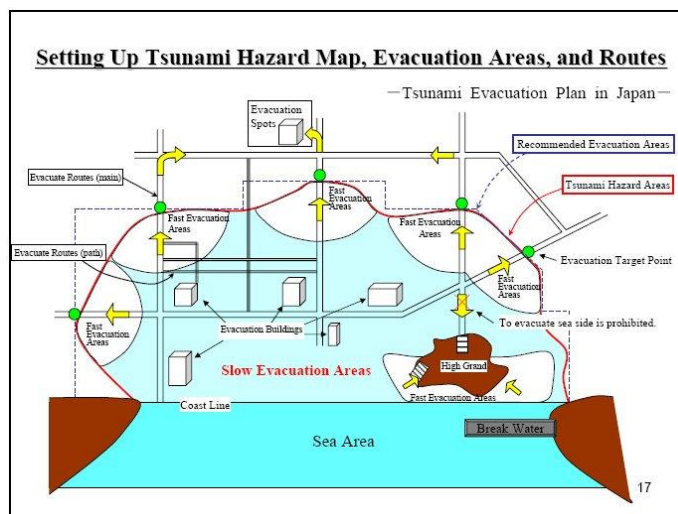 Setting Up Tsunami Hazard Map, Evacuation Areas, and Routes
—Tsunami Evacuation Plan in Japan—
Evacuation
Spots
Recommended Evacuation Areas
Evacuate Routes (main)
Tsunami Hazard Areas
Fast
Evacuation
Areas
Fast Evacuation
Areas
Fast Evacuation
Areas
Evacuate Routes (path)
Evacuation Target Point
Fast
Evacuation
Areas
Fast
Evacuation
Areas
Evacuation Buildings
To evacuate sea side is prohibited.
Slow Evacuation Areas
High Grand
Fast Evacuation Areas
Coast Line
Break Water
Sea Area
17